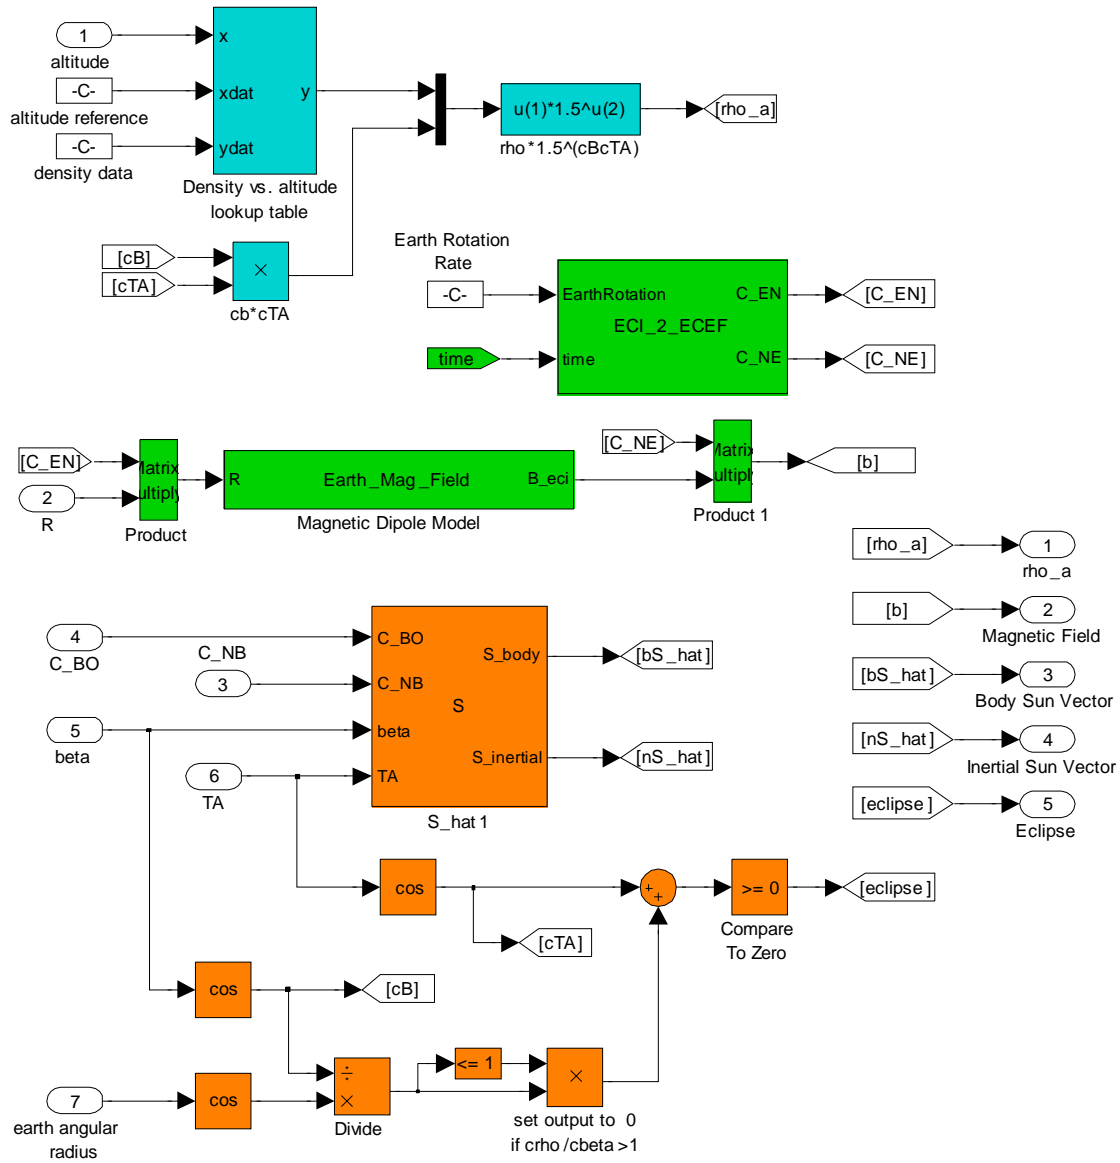 1
altitude
-C-
altitude reference
-C-
density data
x
xdat
ydat
y
Density vs. altitude
lookup table
u(1)*1.5^u(2)
rho*1.5^(cBcTA)
[rho_a]
[cB]
[cTA]
×
cb*cTA
Earth Rotation
Rate
-C-
time
EarthRotation
time
ECI_2_ECEF
C_EN
C_NE
[C_EN]
[C_NE]
[C_EN]
2
R
Matrix
Multiply
Product
R
Earth_Mag_Field
B_eci
Magnetic Dipole Model
[C_NE]
Matrix
Multiply
Product 1
[b]
[rho_a]
1
rho_a
[b]
2
Magnetic Field
[bS_hat]
3
Body Sun Vector
[nS_hat]
4
Inertial Sun Vector
[eclipse]
5
Eclipse
4
C_BO
C_NB
3
5
beta
6
TA
C_BO
C_NB
beta
TA
S
S_body
S_inertial
S_hat1
[bS_hat]
[nS_hat]
cos
[cTA]
+
+
>= 0
Compare
To Zero
[eclipse]
cos
[cB]
7
earth angular
radius
cos
÷
×
Divide
<= 1
×
set output to 0
if crho/cbeta>1